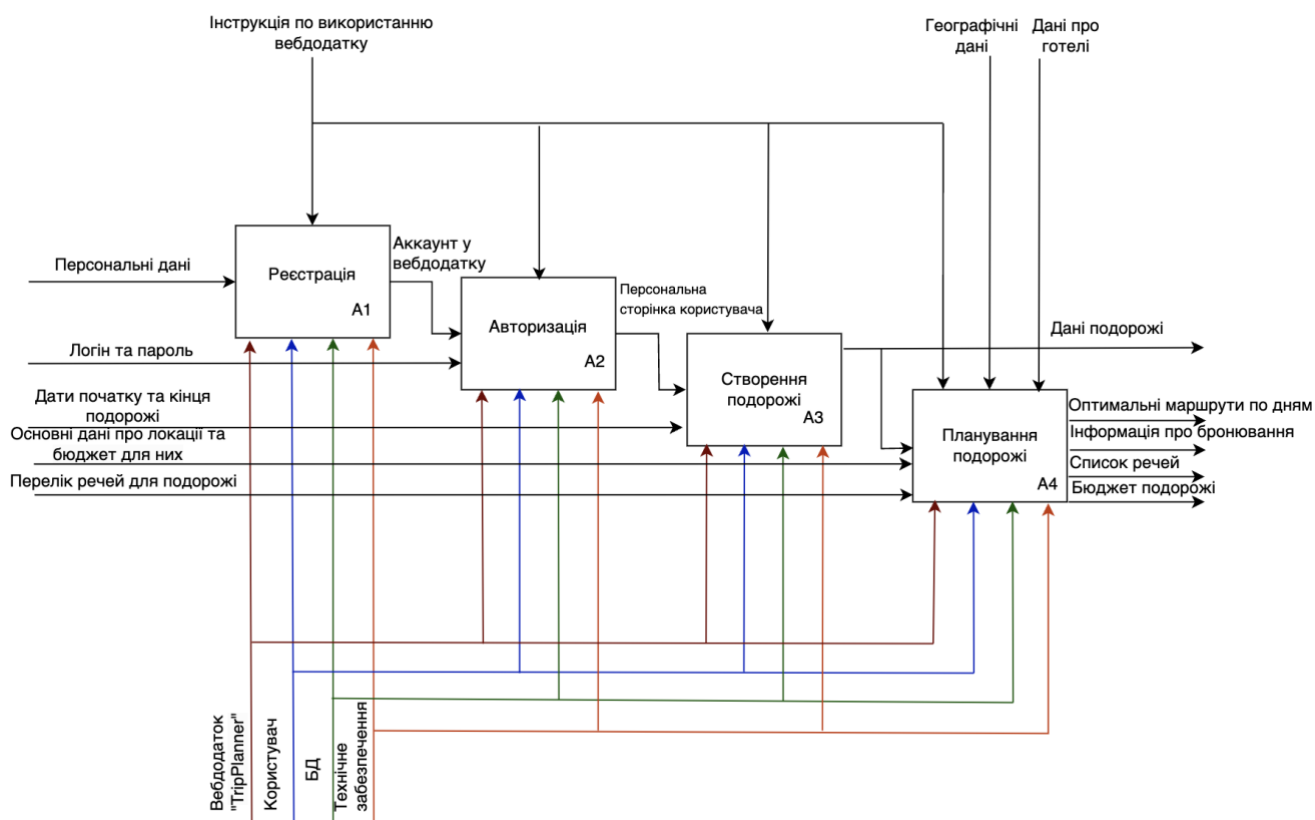 Інструкція по використанню
вебдодатку
Географічні
дані
Дані про
готелі
Персональні дані
Реєстрація
A1
Аккаунт у
вебдодатку
Логін та пароль
Авторизація
A2
Персональна
сторінка користувача
Дати початку та кінця
подорожі
Створення
подорожі
A3
Дані подорожі
Основні дані про локації та
бюджет для них
Перелік речей для подорожі
Планування
подорожі
A4
Оптимальні маршрути по дням
Інформація про бронювання
Список речей
Бюджет подорожі
Вебдодаток
"TripPlanner"
Користувач
БД
Технічне
забезпечення